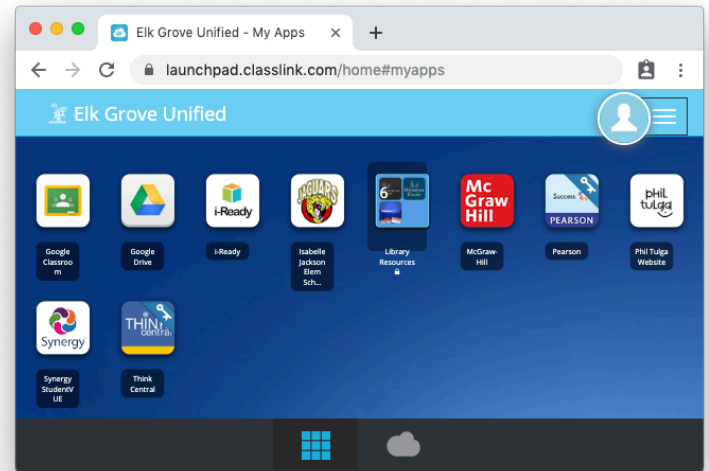 Elk Grove Unified - My Apps
launchpad.classlink.com/home#myapps
Elk Grove Unified
i-Ready
JAGUARS
6
Mc
Graw
Hill
Success
PEARSON
phil
tulga
Google
Classroo
m
Google
Drive
i-Ready
Isabelle
Jackson
Elem
Sch...
Library
Resources
McGraw-
Hill
Pearson
Phil Tulga
Website
Synergy
THINK
central
Synergy
StudentV
UE
Think
Central